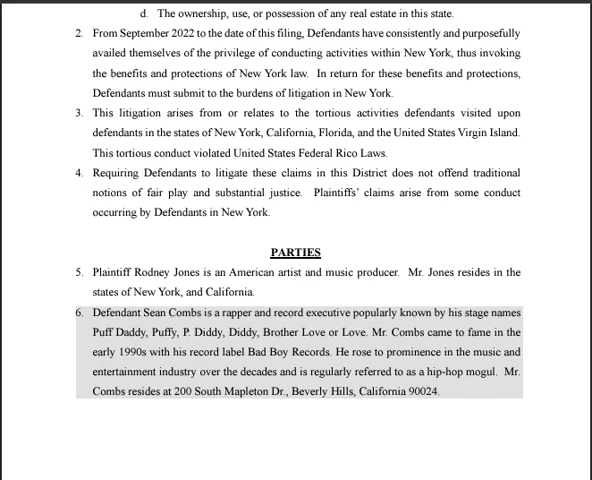 d. The ownership, use, or possession of any real estate in this state.
2. From September 2022 to the date of this filing, Defendants have consistently and purposefully
availed themselves of the privilege of conducting activities within New York, thus invoking
the benefits and protections of New York law. In return for these benefits and protections,
Defendants must submit to the burdens of litigation in New York.
3. This litigation arises from or relates to the tortious activities defendants visited upon
defendants in the states of New York, California, Florida, and the United States Virgin Island.
This tortious conduct violated United States Federal Rico Laws.
4. Requiring Defendants to litigate these claims in this District does not offend traditional
notions of fair play and substantial justice. Plaintiffs' claims arise from some conduct
occurring by Defendants in New York.
PARTIES
5. Plaintiff Rodney Jones is an American artist and music producer. Mr. Jones resides in the
states of New York, and California.
6. Defendant Sean Combs is a rapper and record executive popularly known by his stage names
Puff Daddy, Puffy, P. Diddy, Diddy, Brother Love or Love. Mr. Combs came to fame in the
early 1990s with his record label Bad Boy Records. He rose to prominence in the music and
entertainment industry over the decades and is regularly referred to as a hip-hop mogul. Mr.
Combs resides at 200 South Mapleton Dr., Beverly Hills, California 90024.